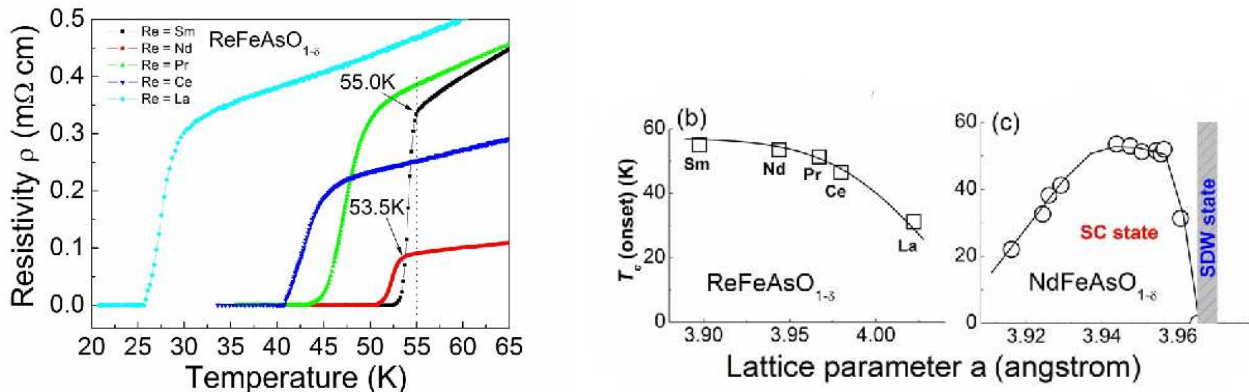 0.5
0.4
0.3
0.2
0.1
0.0
Resistivity ρ (mΩ cm)
Re = Sm
Re = Nd
Re = Pr
Re = Ce
Re = La
ReFeAsO1-δ
55.0K
53.5K
20 25 30 35 40 45 50 55 60 65
Temperature (K)
(b)
60
40
20
0
Tc (onset) (K)
Sm
Nd
Pr
Ce
La
ReFeAsO1-δ
3.90 3.95 4.00
(c)
60
40
20
0
SC state
SDW state
NdFeAsO1-δ
3.92 3.94 3.96
Lattice parameter a (angstrom)